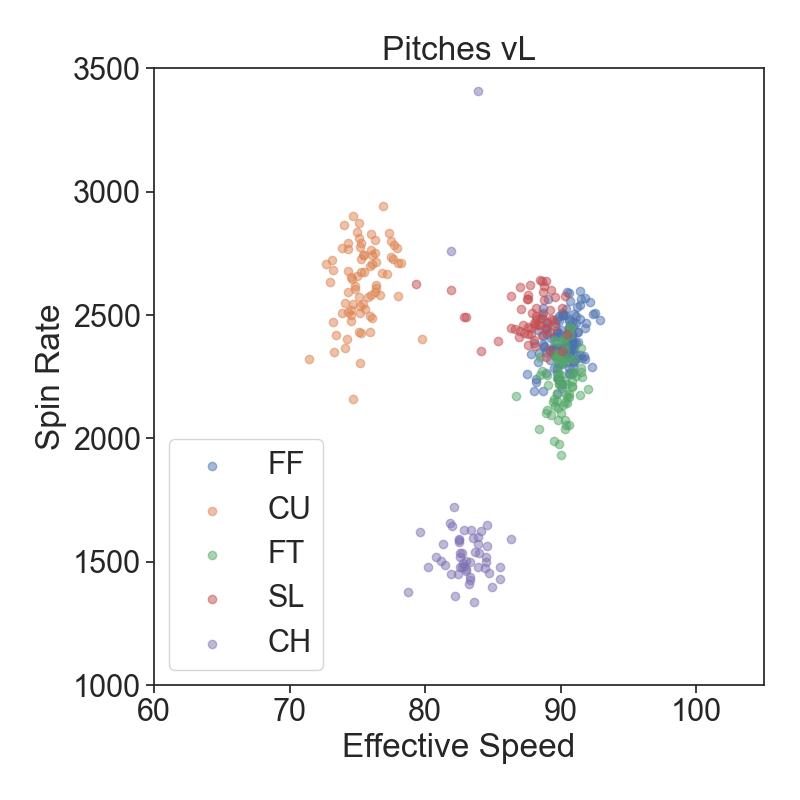 Pitches vL
3500
3000
2500
2000
1500
1000
Spin Rate
FF
CU
FT
SL
CH
60 70 80 90 100
Effective Speed